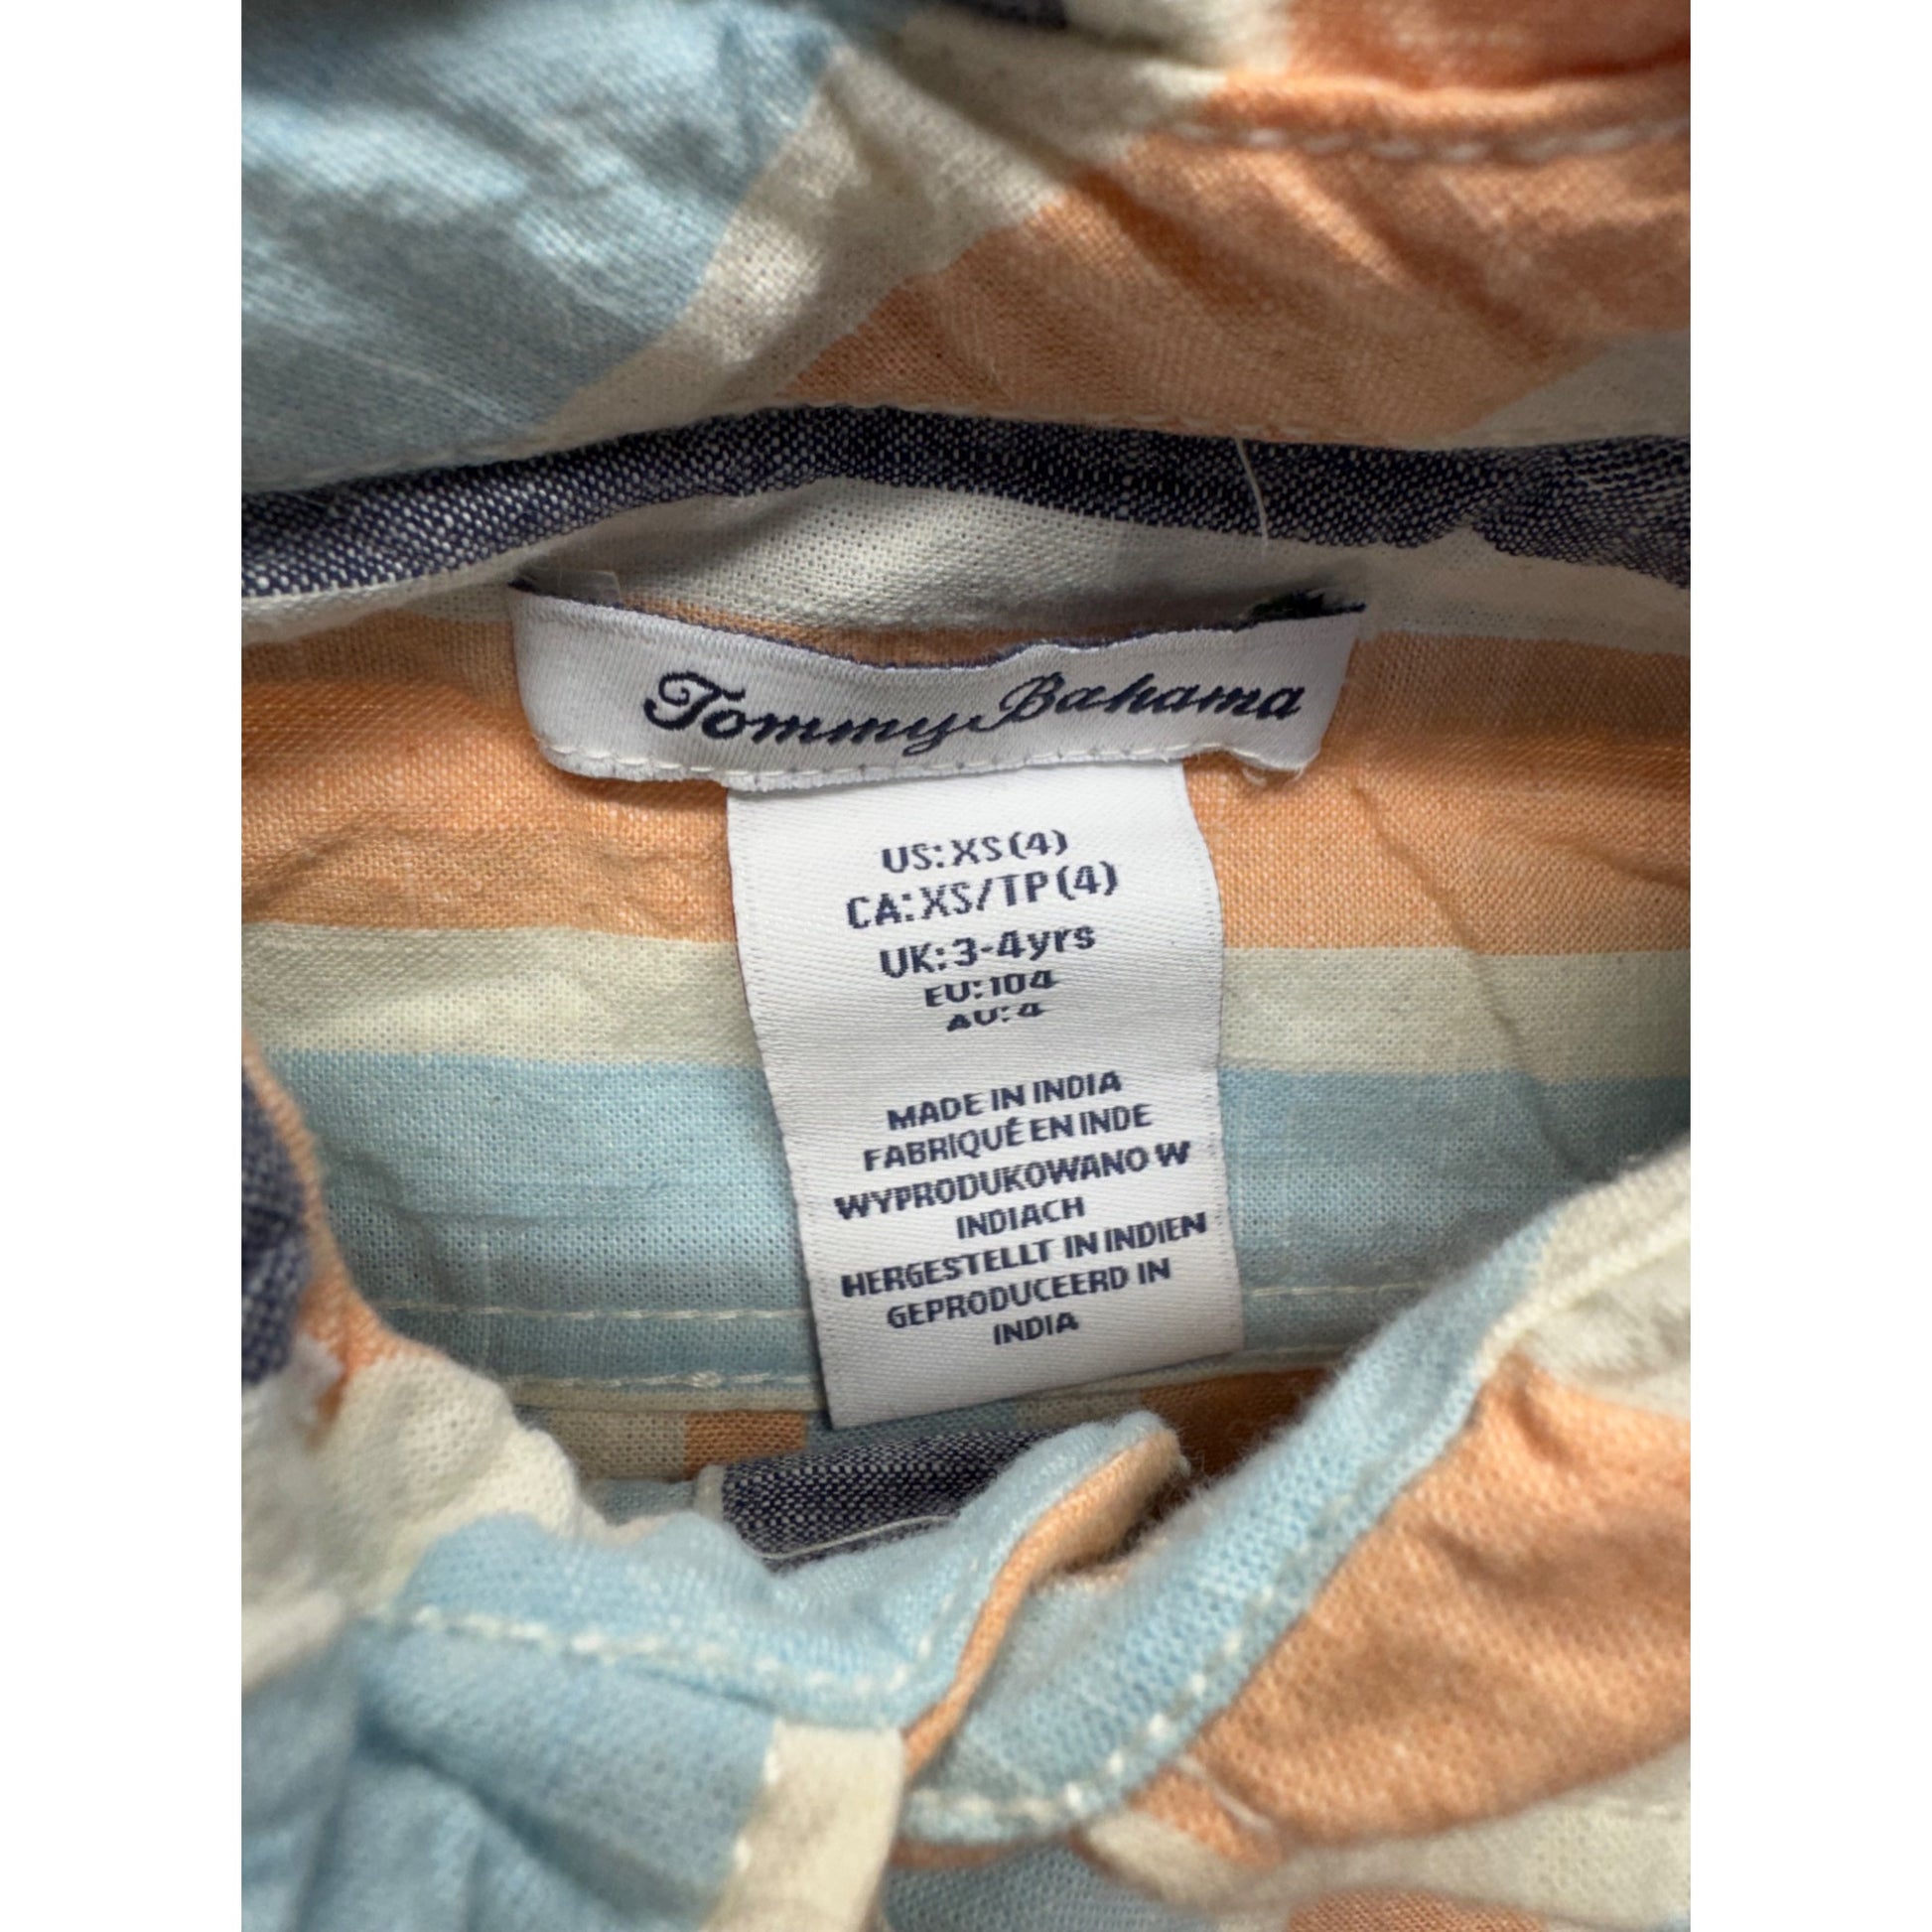 Tommy Bahama
US: XS (4)
CA: XS/TP (4)
UK: 3-4yrs
EU: 104
AU: 4
MADE IN INDIA
FABRIQUÉ EN INDE
WYPRODUKOWANO W
INDIACH
HERGESTELLT IN INDIEN
GEPRODUCEERD IN
INDIA